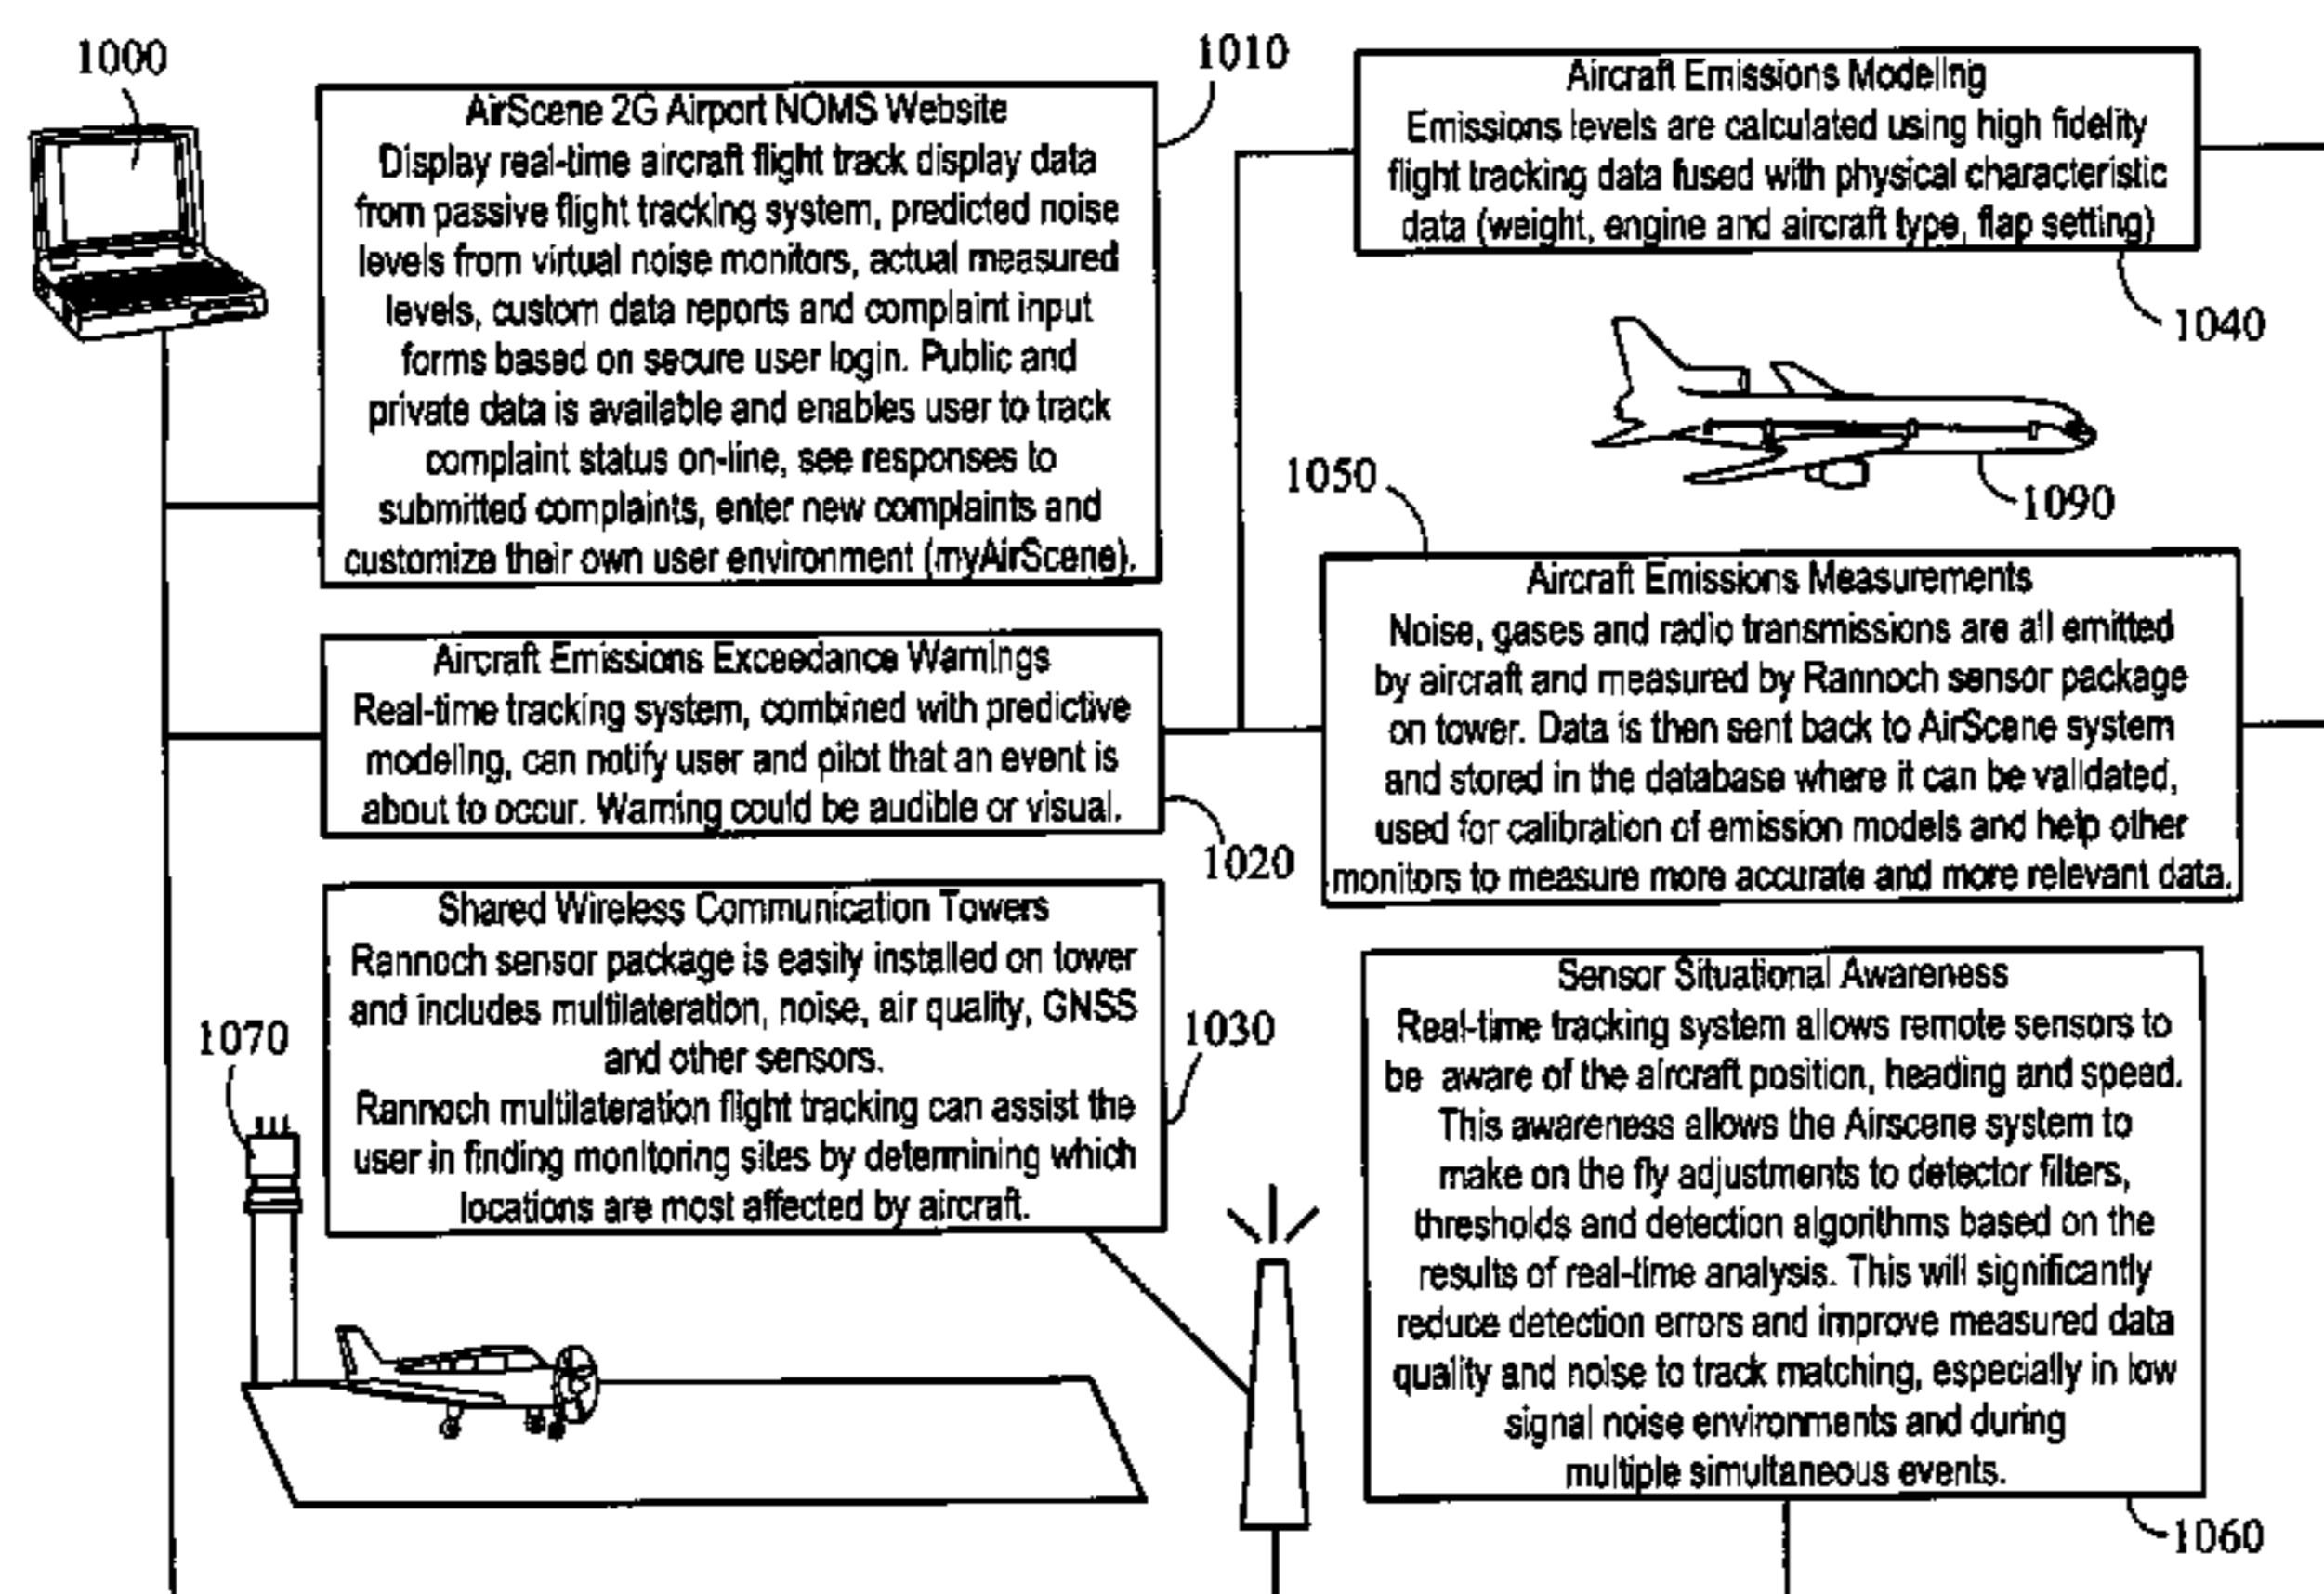 1000
1010
AirScene 2G Airport NOMS Website
Display real-time aircraft flight track display data
from passive flight tracking system, predicted noise
levels from virtual noise monitors, actual measured
levels, custom data reports and complaint input
forms based on secure user login. Public and
private data is available and enables user to track
complaint status on-line, see responses to
submitted complaints, enter new complaints and
customize their own user environment (myAirScene).
Aircraft Emissions Exceedance Warnings
Real-time tracking system, combined with predictive
modeling, can notify user and pilot that an event is
about to occur. Warning could be audible or visual.
1020
Shared Wireless Communication Towers
Rannoch sensor package is easily installed on tower
and includes multilateration, noise, air quality, GNSS
and other sensors.
Rannoch multilateration flight tracking can assist the
user in finding monitoring sites by determining which
locations are most affected by aircraft.
1030
1070
Aircraft Emissions Modeling
Emissions levels are calculated using high fidelity
flight tracking data fused with physical characteristic
data (weight, engine and aircraft type, flap setting)
1040
1090
1050
Aircraft Emissions Measurements
Noise, gases and radio transmissions are all emitted
by aircraft and measured by Rannoch sensor package
on tower. Data is then sent back to AirScene system
and stored in the database where it can be validated,
used for calibration of emission models and help other
monitors to measure more accurate and more relevant data.
Sensor Situational Awareness
Real-time tracking system allows remote sensors to
be aware of the aircraft position, heading and speed.
This awareness allows the Airscene system to
make on the fly adjustments to detector filters,
thresholds and detection algorithms based on the
results of real-time analysis. This will significantly
reduce detection errors and improve measured data
quality and noise to track matching, especially in low
signal noise environments and during
multiple simultaneous events.
1060